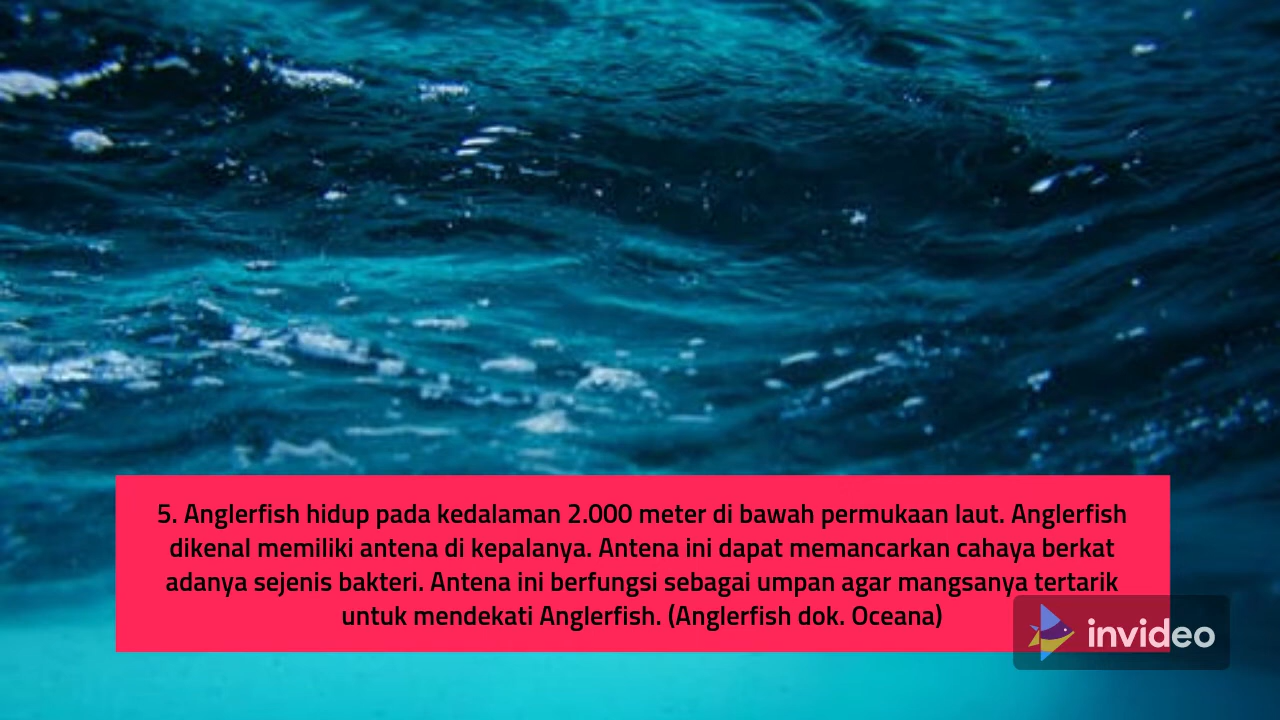 5. Anglerfish hidup pada kedalaman 2.000 meter di bawah permukaan laut. Anglerfish
dikenal memiliki antena di kepalanya. Antena ini dapat memancarkan cahaya berkat
adanya sejenis bakteri. Antena ini berfungsi sebagai umpan agar mangsanya tertarik
untuk mendekati Anglerfish. (Anglerfish dok. Oceana)
invideo